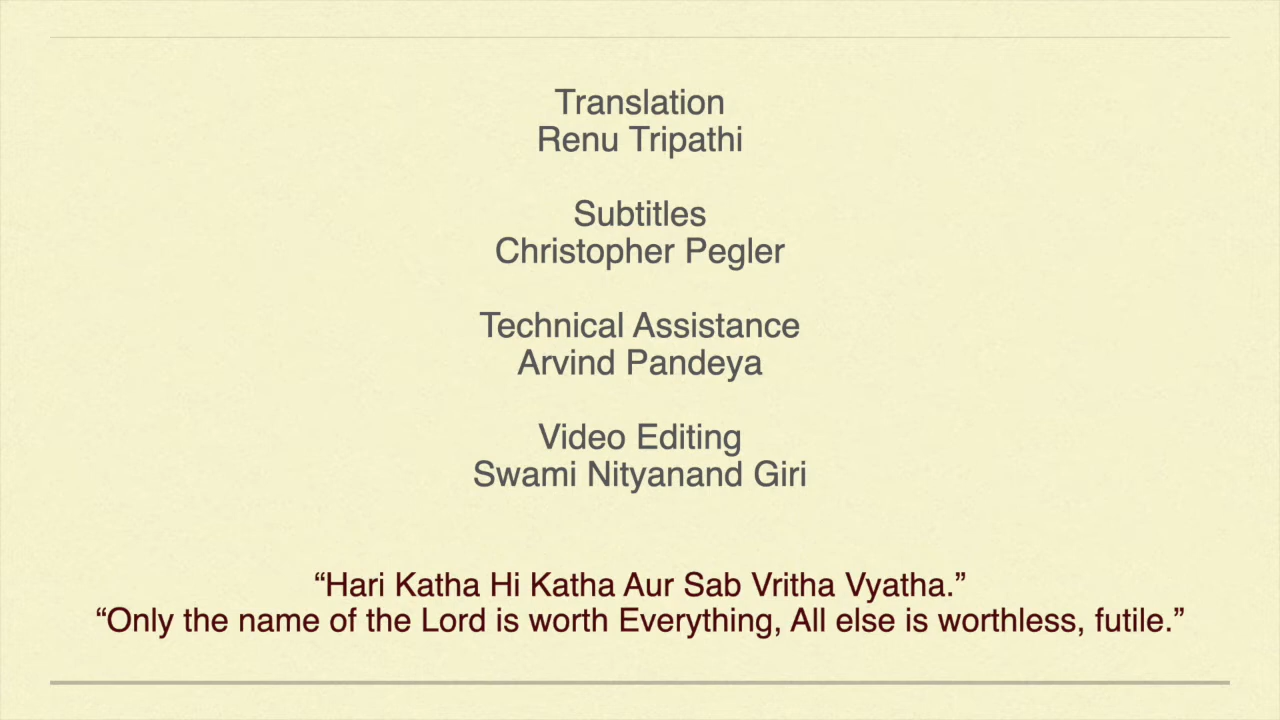 Translation
Renu Tripathi
Subtitles
Christopher Pegler
Technical Assistance
Arvind Pandeya
Video Editing
Swami Nityanand Giri
“Hari Katha Hi Katha Aur Sab Vritha Vyatha.”
“Only the name of the Lord is worth Everything, All else is worthless, futile.”